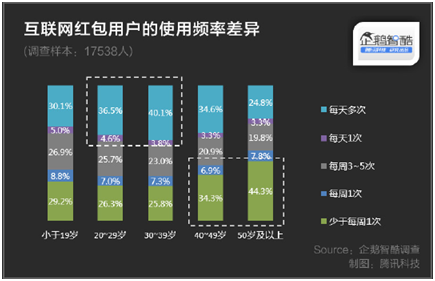 互联网红包用户的使用频率差异
(调查样本：17538人)
企鹅智酷
30.1% 36.5% 40.1% 34.6% 24.8%
5.0% 4.6% 3.8% 3.3% 3.3%
26.9% 25.7% 23.0% 20.9% 19.8%
8.8% 7.0% 7.3% 6.9% 7.8%
29.2% 26.3% 25.8% 34.3% 44.3%
小于19岁 20~29岁 30~39岁 40~49岁 50岁及以上
每天多次
每天1次
每周3~5次
每周1次
少于每周1次
Source：企鹅智酷调查
制图：腾讯科技